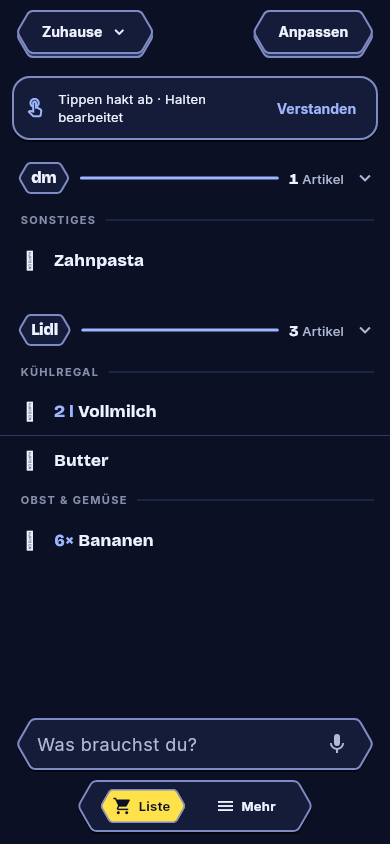 Zuhause
Anpassen
Tippen hakt ab · Halten
bearbeitet
Verstanden
dm
1 Artikel
SONSTIGES
Zahnpasta
Lidl
3 Artikel
KÜHLREGAL
2 l Vollmilch
Butter
OBST & GEMÜSE
6× Bananen
Was brauchst du?
Liste
Mehr